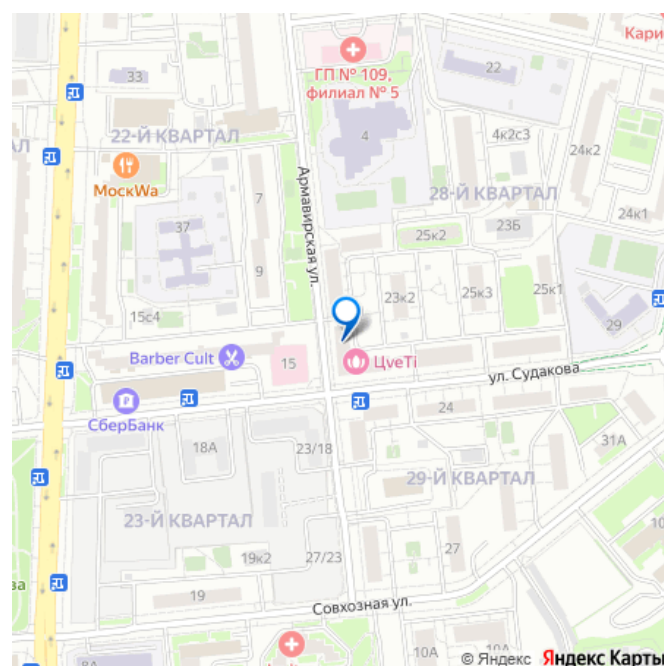 Кари
ГП № 109,
филиал № 5
22
33
22-Й КВАРТАЛ
4
4к2с3
24к2
МоскWa
7
Армавирская ул.
28-Й КВАРТАЛ
24к1
37
25к2
23Б
9
23к2
25к3
25к1
15с4
29
Barber Cult
15
ЦveTi
ул. Судакова
СберБанк
24
18А
23/18
31А
29-Й КВАРТАЛ
23-Й КВАРТАЛ
27/23
27
19к2
ва
19
Совхозная ул.
8А
10А
10А
© Яндекс Яндекс Карты